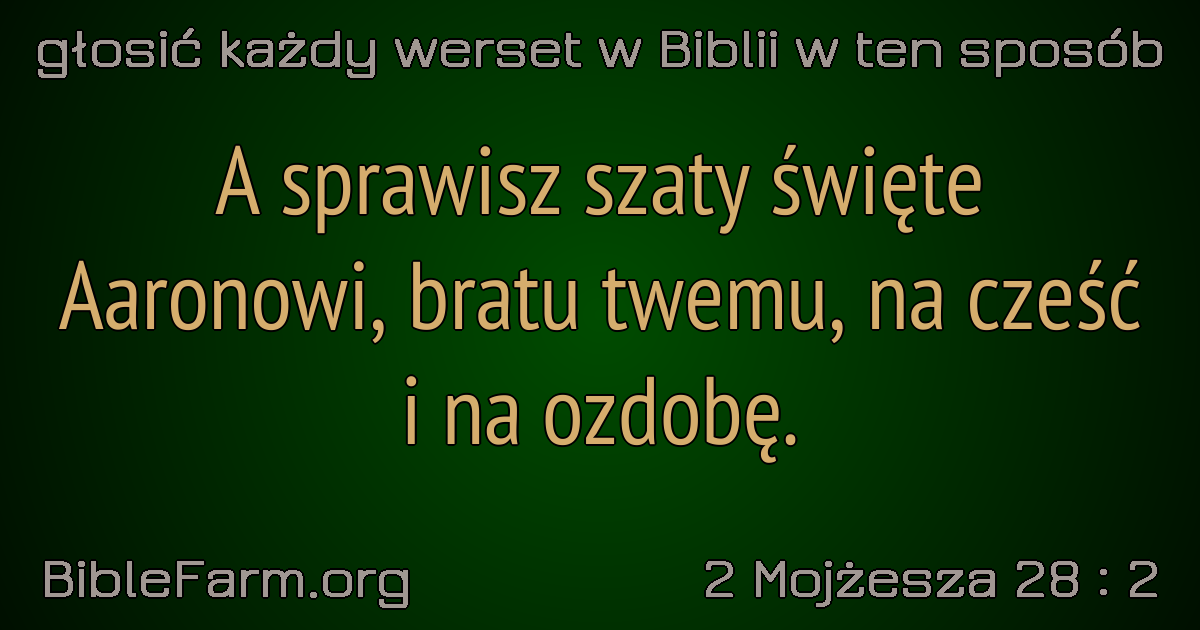 głosić każdy werset w Biblii w ten sposób
A sprawisz szaty święte
Aaronowi, bratu twemu, na cześć
i na ozdobę.
BibleFarm.org
2 Mojżesza 28 : 2